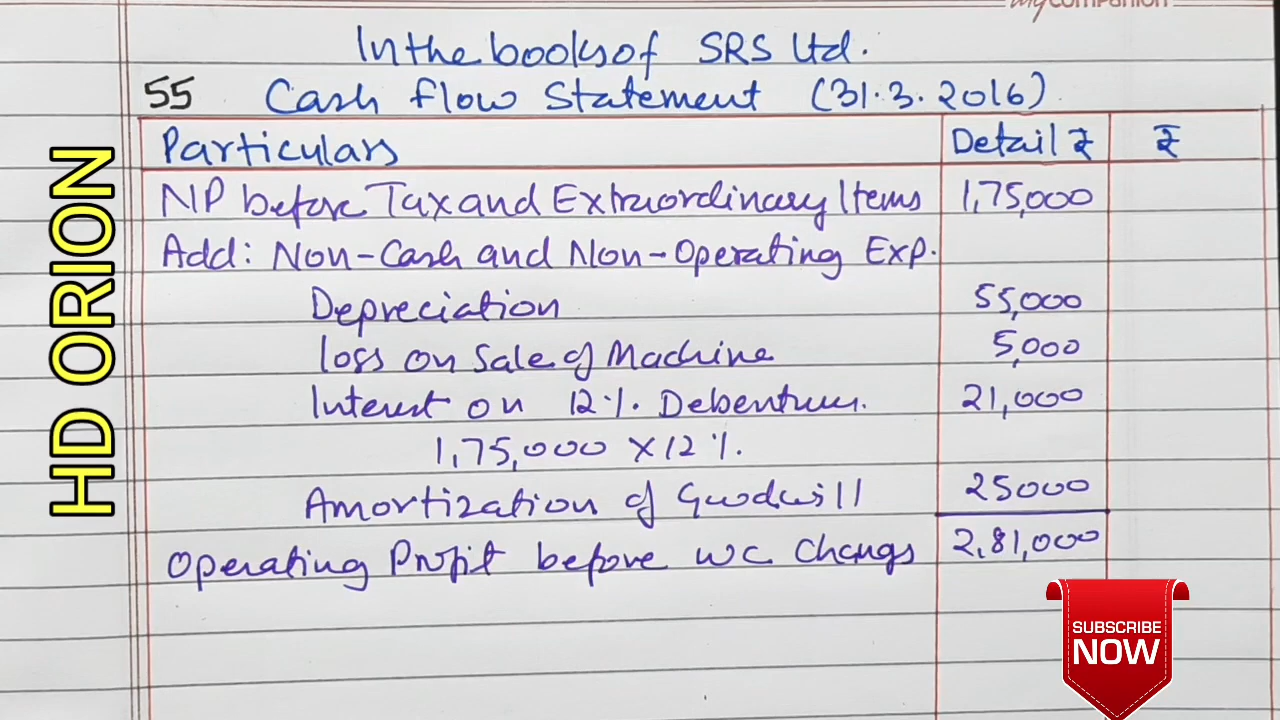 In the books of SRS Ltd.
55 Cash flow Statement (31.3.2016)
Particulars Detail ₹ ₹
NP before Tax and Extraordinary Items 1,75,000
Add: Non-Cash and Non-Operating Exp.
Depreciation 55,000
loss on Sale of Machine 5,000
Interest on 12%. Debentures. 21,000
1,75,000 X 12%.
Amortization of Goodwill 25000
Operating Profit before WC Changes 2,81,000
HD ORION
SUBSCRIBE
NOW